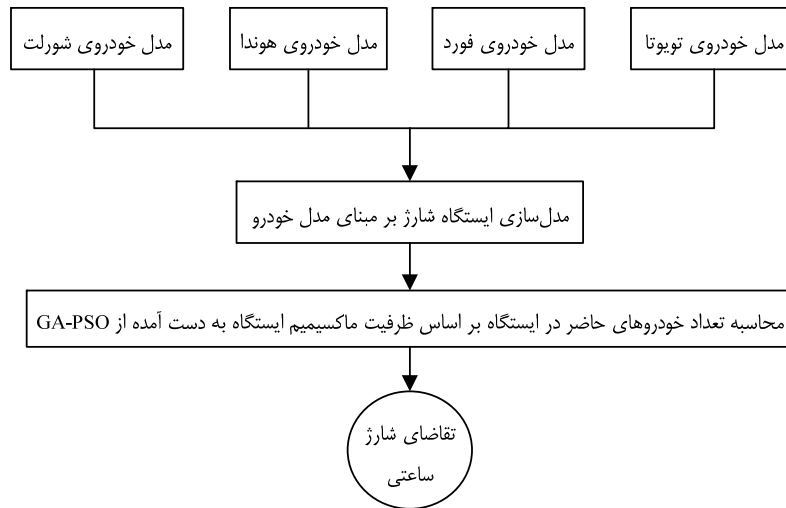 مدل خودروی تویوتا
مدل خودروی فورد
مدل خودروی هوندا
مدل خودروی شورلت
مدل‌سازی ایستگاه شارژ بر مبنای مدل خودرو
محاسبه تعداد خودروهای حاضر در ایستگاه بر اساس ظرفیت ماکسیمیم ایستگاه به دست آمده از GA-PSO
تقاضای شارژ
ساعتی